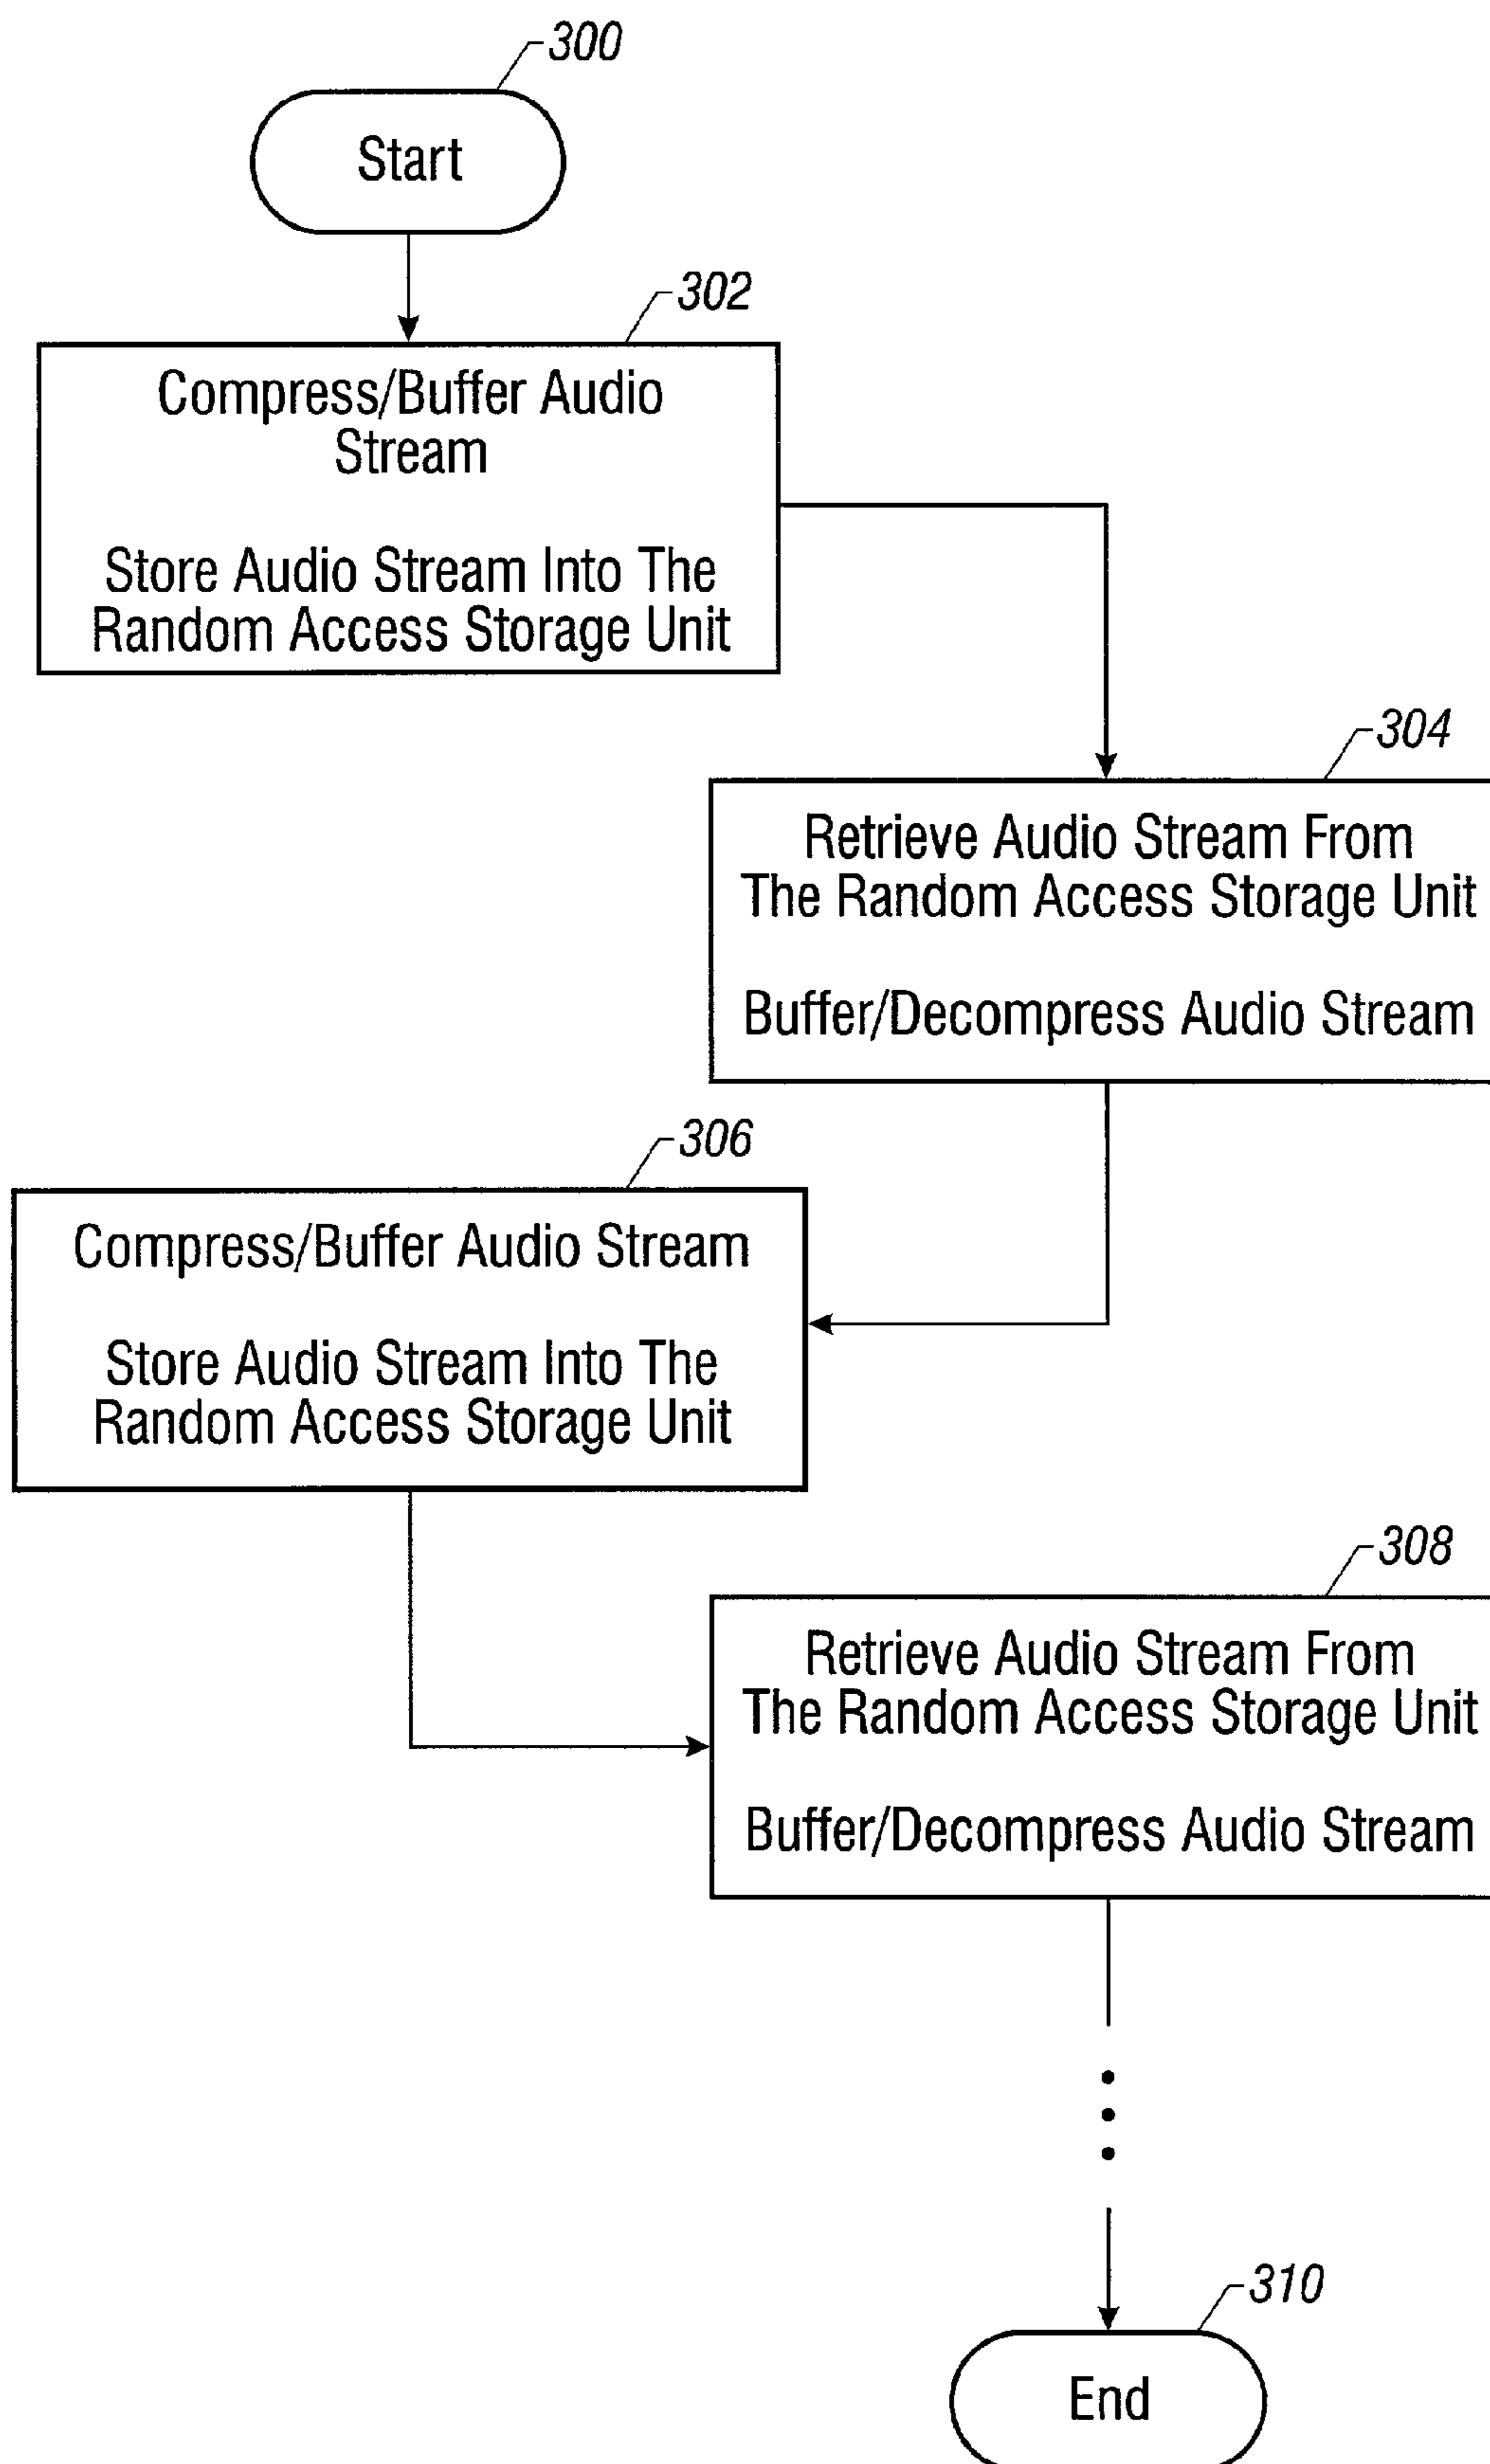 300
Start
302
Compress/Buffer Audio
Stream
Store Audio Stream Into The
Random Access Storage Unit
304
Retrieve Audio Stream From
The Random Access Storage Unit
Buffer/Decompress Audio Stream
306
Compress/Buffer Audio Stream
Store Audio Stream Into The
Random Access Storage Unit
308
Retrieve Audio Stream From
The Random Access Storage Unit
Buffer/Decompress Audio Stream
310
End